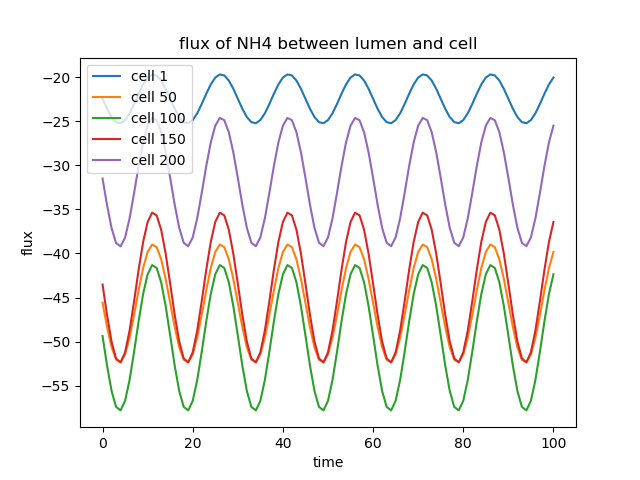 flux of NH4 between lumen and cell
cell 1
cell 50
cell 100
cell 150
cell 200
flux
−20
−25
−30
−35
−40
−45
−50
−55
0 20 40 60 80 100
time